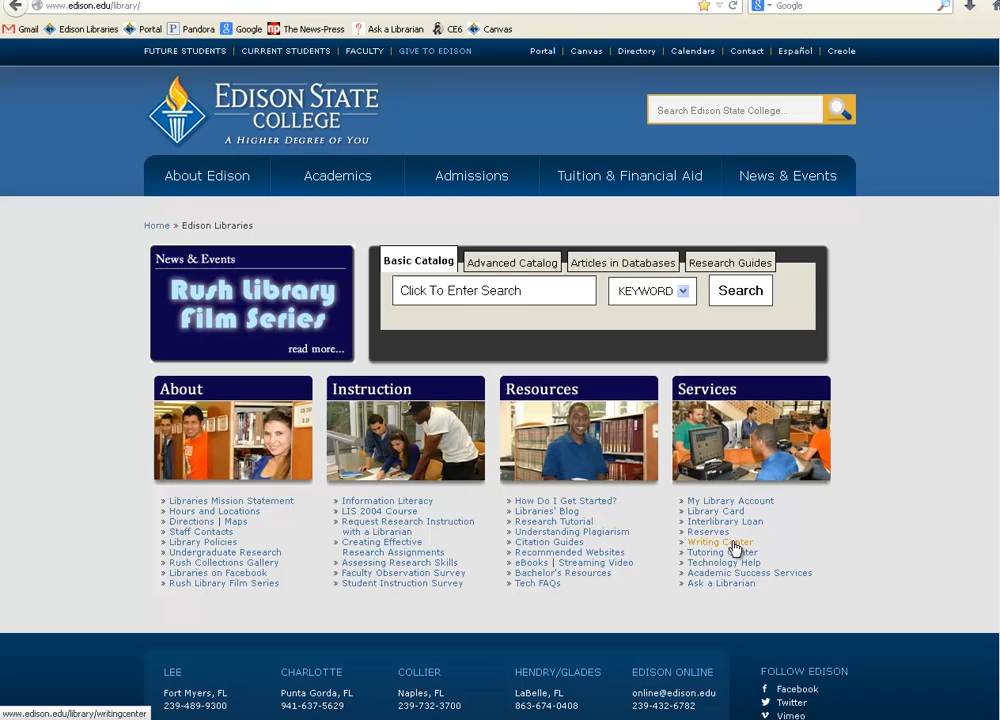 www.edison.edu/library/
Google
Gmail Edison Libraries Portal Pandora Google The News-Press Ask a Librarian CE6 Canvas
FUTURE STUDENTS | CURRENT STUDENTS | FACULTY | GIVE TO EDISON
Portal | Canvas | Directory | Calendars | Contact | Español | Creole
EDISON STATE
COLLEGE
A HIGHER DEGREE OF YOU
Search Edison State College...
About Edison Academics Admissions Tuition & Financial Aid News & Events
Home » Edison Libraries
News & Events
Rush Library
Film Series
read more...
Basic Catalog Advanced Catalog Articles in Databases Research Guides
Click To Enter Search KEYWORD Search
About
» Libraries Mission Statement
» Hours and Locations
» Directions | Maps
» Staff Contacts
» Library Policies
» Undergraduate Research
» Rush Collections Gallery
» Libraries on Facebook
» Rush Library Film Series
Instruction
» Information Literacy
» LIS 2004 Course
» Request Research Instruction
with a Librarian
» Creating Effective
Research Assignments
» Assessing Research Skills
» Faculty Observation Survey
» Student Instruction Survey
Resources
» How Do I Get Started?
» Libraries' Blog
» Research Tutorial
» Understanding Plagiarism
» Citation Guides
» Recommended Websites
» eBooks | Streaming Video
» Bachelor's Resources
» Tech FAQs
Services
» My Library Account
» Library Card
» Interlibrary Loan
» Reserves
» Writing Center
» Tutoring Center
» Technology Help
» Academic Success Services
» Ask a Librarian
LEE
Fort Myers, FL
239-489-9300
CHARLOTTE
Punta Gorda, FL
941-637-5629
COLLIER
Naples, FL
239-732-3700
HENDRY/GLADES
LaBelle, FL
863-674-0408
EDISON ONLINE
online@edison.edu
239-432-6782
FOLLOW EDISON
Facebook
Twitter
Vimeo
www.edison.edu/library/writingcenter